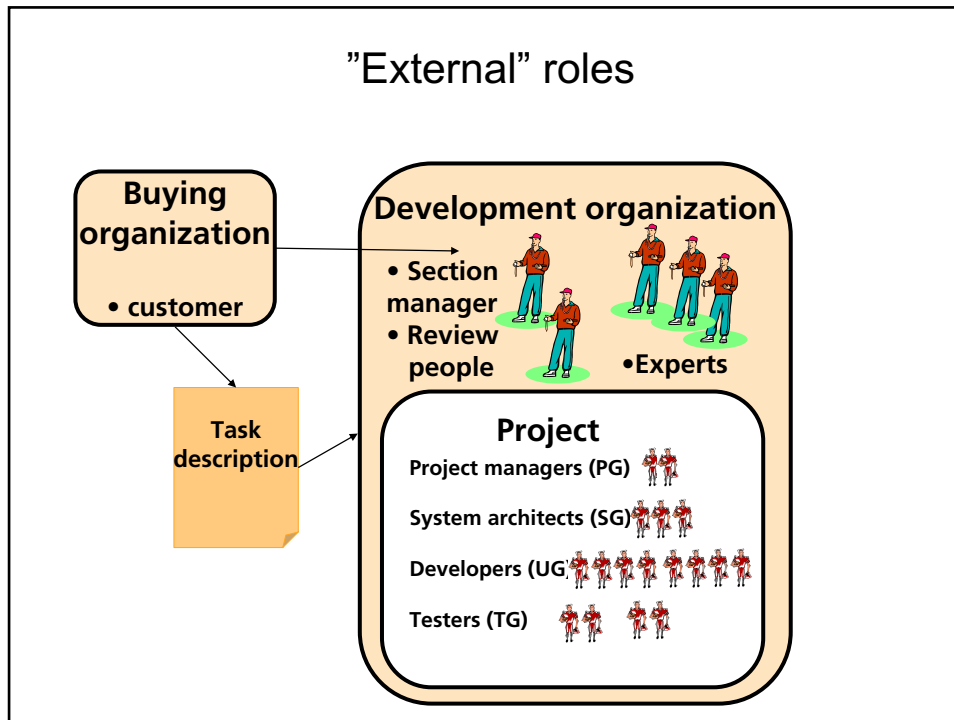 ”External” roles
Buying
organization
• customer
Task
description
Development organization
• Section
manager
• Review
people
•Experts
Project
Project managers (PG)
System architects (SG)
Developers (UG)
Testers (TG)